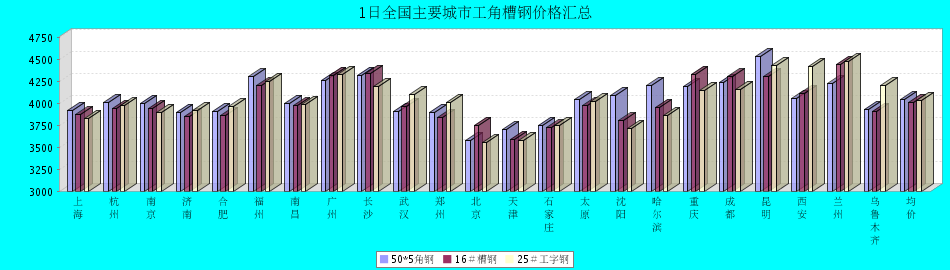 1日全国主要城市工角槽钢价格汇总
4750
4500
4250
4000
3750
3500
3250
3000
上海
杭州
南京
济南
合肥
福州
南昌
广州
长沙
武汉
郑州
北京
天津
石家庄
太原
沈阳
哈尔滨
重庆
成都
昆明
西安
兰州
乌鲁木齐
均价
50*5角钢 16#槽钢 25#工字钢